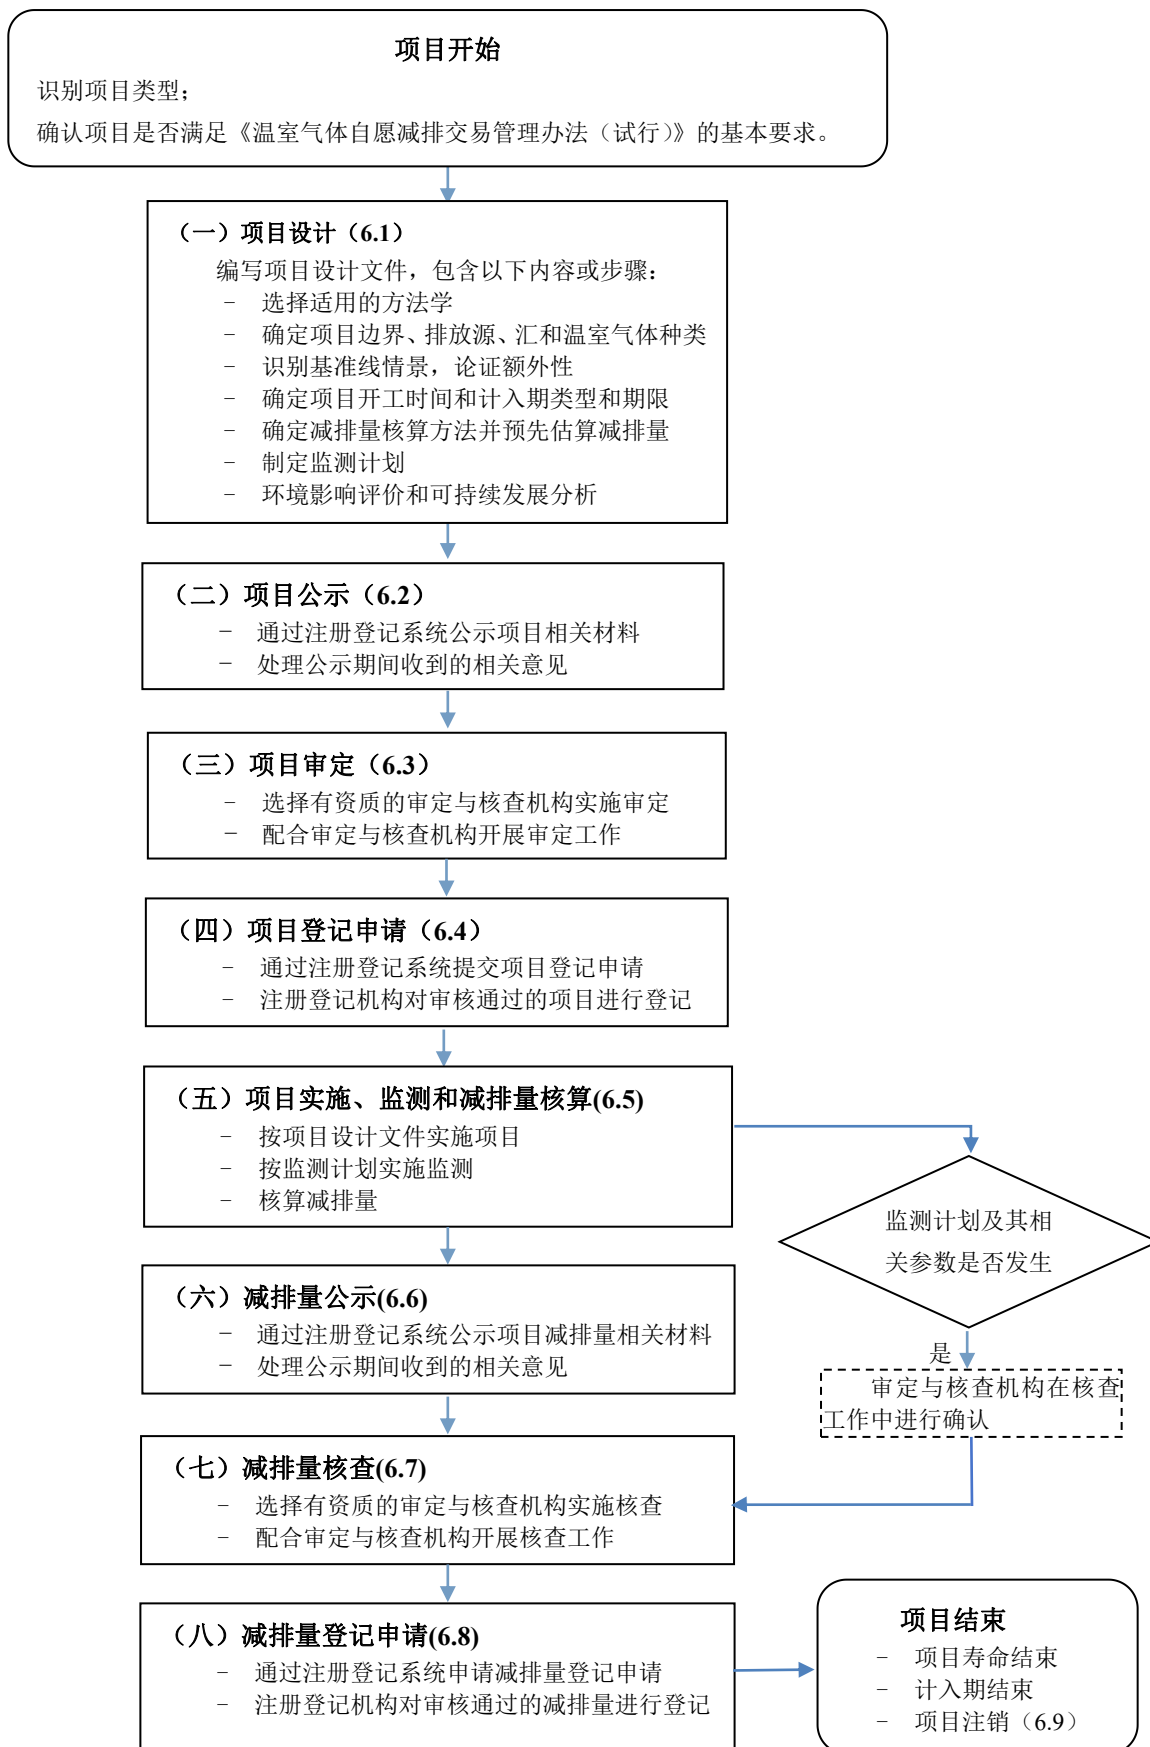 项目开始
识别项目类型；
确认项目是否满足《温室气体自愿减排交易管理办法（试行）》的基本要求。
（一）项目设计（6.1）
编写项目设计文件，包含以下内容或步骤：
－ 选择适用的方法学
－ 确定项目边界、排放源、汇和温室气体种类
－ 识别基准线情景，论证额外性
－ 确定项目开工时间和计入期类型和期限
－ 确定减排量核算方法并预先估算减排量
－ 制定监测计划
－ 环境影响评价和可持续发展分析
（二）项目公示（6.2）
－ 通过注册登记系统公示项目相关材料
－ 处理公示期间收到的相关意见
（三）项目审定（6.3）
－ 选择有资质的审定与核查机构实施审定
－ 配合审定与核查机构开展审定工作
（四）项目登记申请（6.4）
－ 通过注册登记系统提交项目登记申请
－ 注册登记机构对审核通过的项目进行登记
（五）项目实施、监测和减排量核算(6.5)
－ 按项目设计文件实施项目
－ 按监测计划实施监测
－ 核算减排量
监测计划及其相
关参数是否发生
是
审定与核查机构在核查
工作中进行确认
（六）减排量公示(6.6)
－ 通过注册登记系统公示项目减排量相关材料
－ 处理公示期间收到的相关意见
（七）减排量核查(6.7)
－ 选择有资质的审定与核查机构实施核查
－ 配合审定与核查机构开展核查工作
（八）减排量登记申请(6.8)
－ 通过注册登记系统申请减排量登记申请
－ 注册登记机构对审核通过的减排量进行登记
项目结束
－ 项目寿命结束
－ 计入期结束
－ 项目注销（6.9）